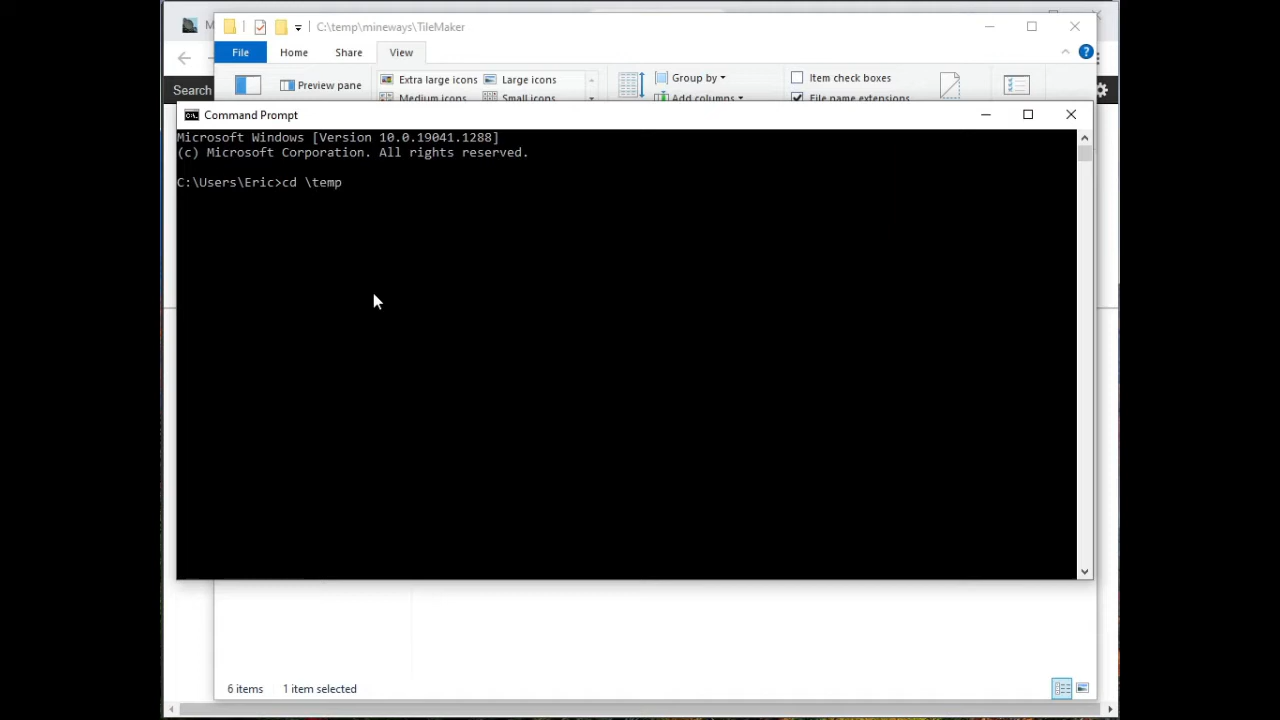 M
C:\temp\mineways\TileMaker
File
Home
Share
View
Preview pane
Extra large icons
Large icons
Medium icons
Small icons
Group by
Add columns
Item check boxes
File name extensions
Search
Command Prompt
Microsoft Windows [Version 10.0.19041.1288]
(c) Microsoft Corporation. All rights reserved.
C:\Users\Eric>cd \temp
6 items
1 item selected